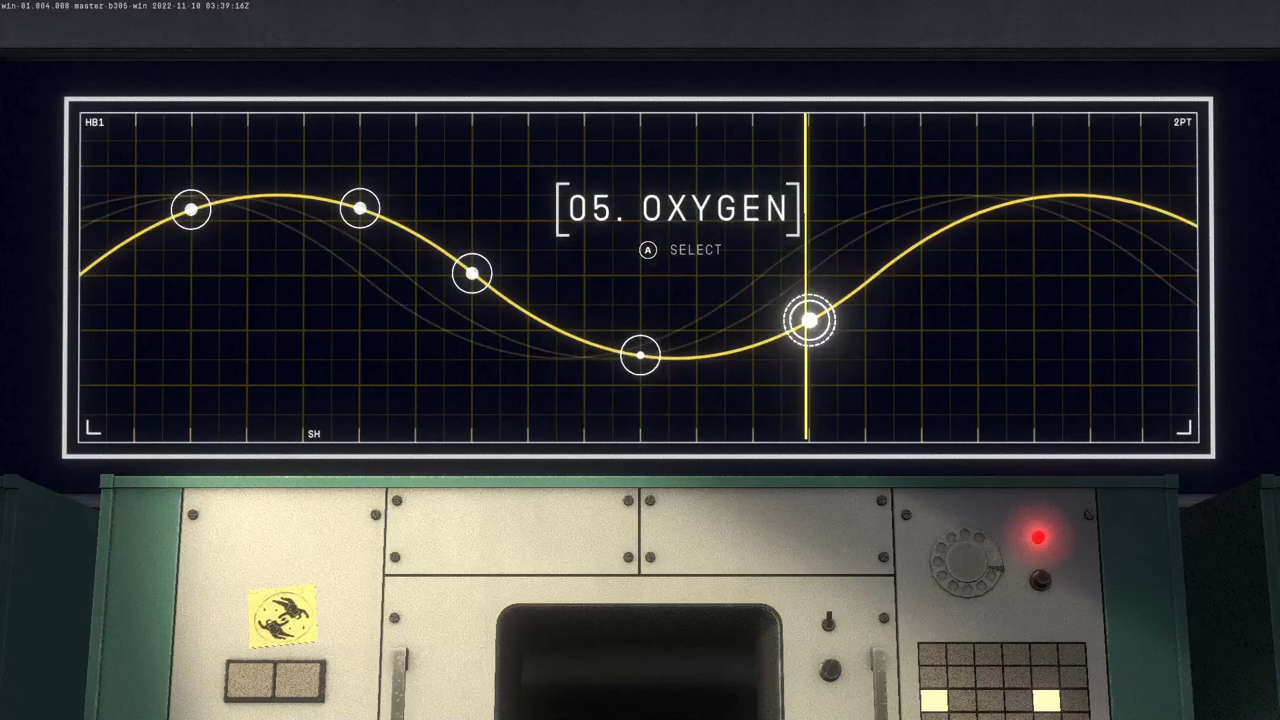 win-01.004.008-master-b305-win 2022-11-10 03:39:16Z
HB1
2PT
[05. OXYGEN]
A SELECT
SH